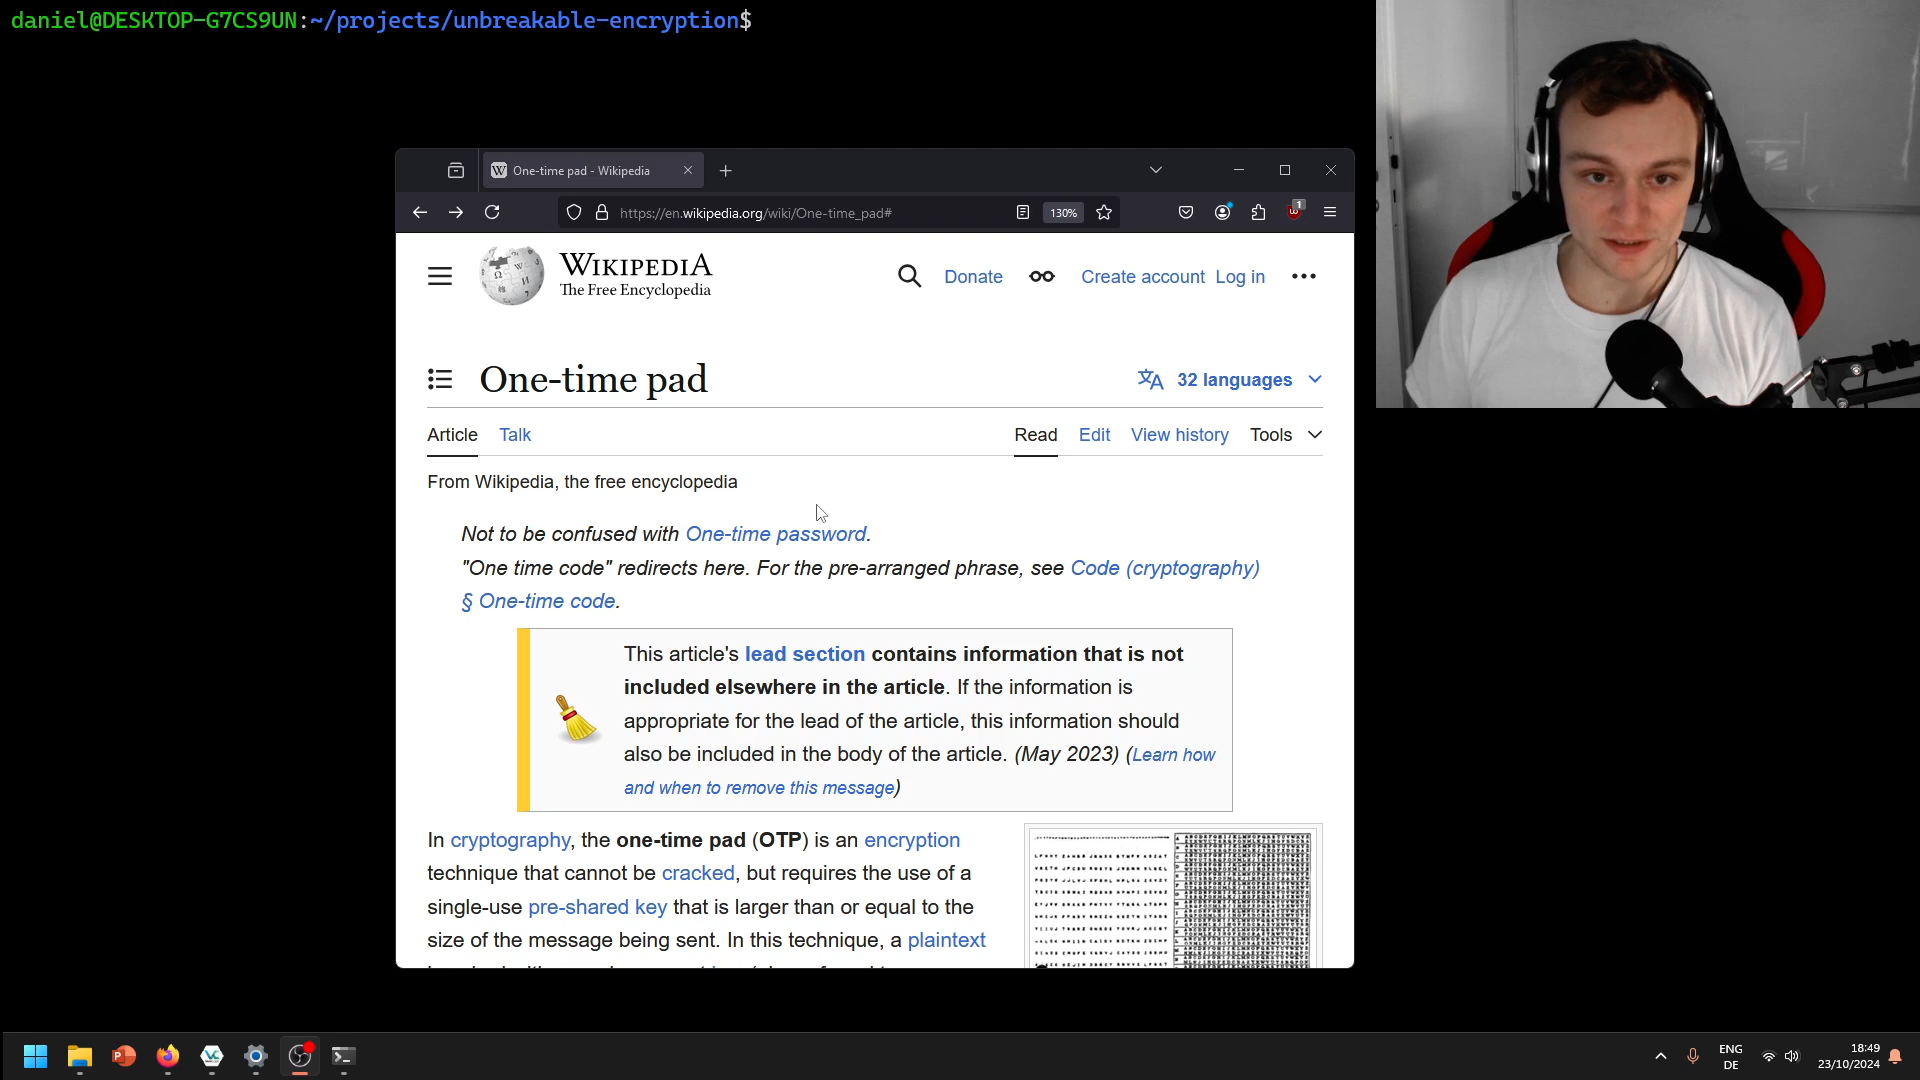 daniel@DESKTOP-G7CS9UN:~/projects/unbreakable-encryption$
One-time pad - Wikipedia
https://en.wikipedia.org/wiki/One-time_pad#
130%
1
WIKIPEDIA
The Free Encyclopedia
Donate
Create account Log in
One-time pad
32 languages
Article Talk Read Edit View history Tools
From Wikipedia, the free encyclopedia
Not to be confused with One-time password.
"One time code" redirects here. For the pre-arranged phrase, see Code (cryptography)
§ One-time code.
This article's lead section contains information that is not
included elsewhere in the article. If the information is
appropriate for the lead of the article, this information should
also be included in the body of the article. (May 2023) (Learn how
and when to remove this message)
In cryptography, the one-time pad (OTP) is an encryption
technique that cannot be cracked, but requires the use of a
single-use pre-shared key that is larger than or equal to the
size of the message being sent. In this technique, a plaintext
ENG
DE
18:49
23/10/2024